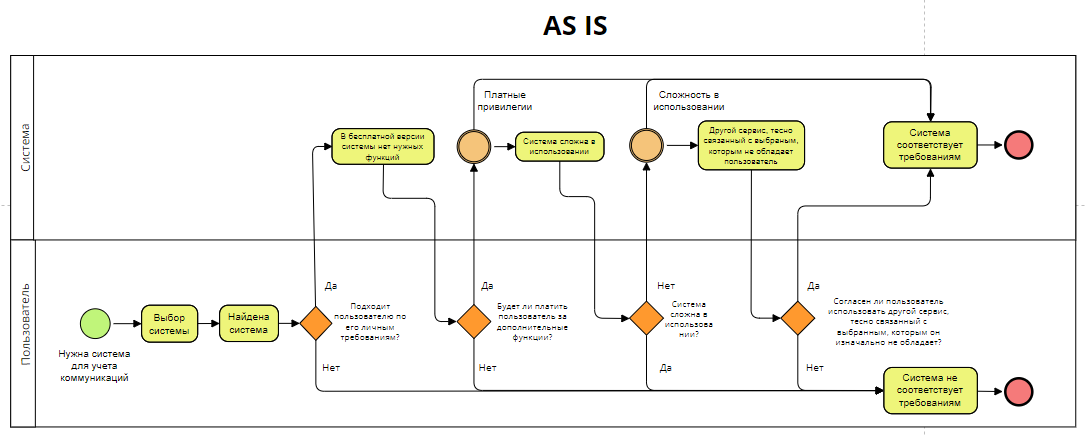 AS IS
Система
Платные
привилегии
Сложность в
использовании
В бесплатной версии
системы нет нужных
функций
Система сложна в
использовании
Другой сервис, тесно
связанный с выбраным,
которым не обладает
пользователь
Система
соответствует
требованиям
Пользователь
Нужна система
для учета
коммуникаций
Выбор
системы
Найдена
система
Да
Подходит
пользователю по
его личным
требованиям?
Нет
Да
Будет ли платить
пользователь за
дополнительные
функции?
Нет
Нет
Система
сложна в
использова
нии?
Да
Да
Согласен ли пользователь
использовать другой сервис,
тесно связанный с
выбранным, которым он
изначально не обладает?
Нет
Система не
соответствует
требованиям